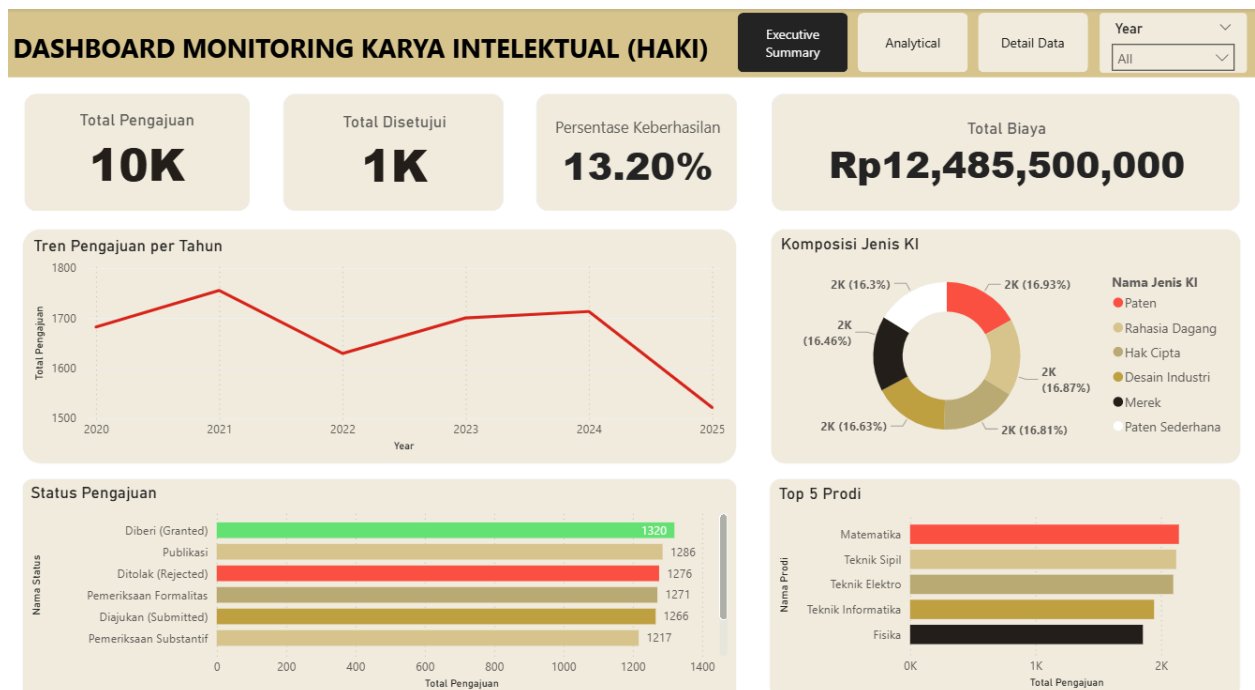 DASHBOARD MONITORING KARYA INTELEKTUAL (HAKI)
Executive
Summary
Analytical
Detail Data
Year
All
Total Pengajuan
10K
Total Disetujui
1K
Persentase Keberhasilan
13.20%
Total Biaya
Rp12,485,500,000
Tren Pengajuan per Tahun
1800
1700
1600
1500
Total Pengajuan
2020 2021 2022 2023 2024 2025
Year
Komposisi Jenis KI
2K (16.3%)
2K (16.93%)
2K
(16.46%)
2K
(16.87%)
2K (16.63%)
2K (16.81%)
Nama Jenis KI
Paten
Rahasia Dagang
Hak Cipta
Desain Industri
Merek
Paten Sederhana
Status Pengajuan
Nama Status
Diberi (Granted) 1320
Publikasi 1286
Ditolak (Rejected) 1276
Pemeriksaan Formalitas 1271
Diajukan (Submitted) 1266
Pemeriksaan Substantif 1217
0 200 400 600 800 1000 1200 1400
Total Pengajuan
Top 5 Prodi
Nama Prodi
Matematika
Teknik Sipil
Teknik Elektro
Teknik Informatika
Fisika
0K 1K 2K
Total Pengajuan